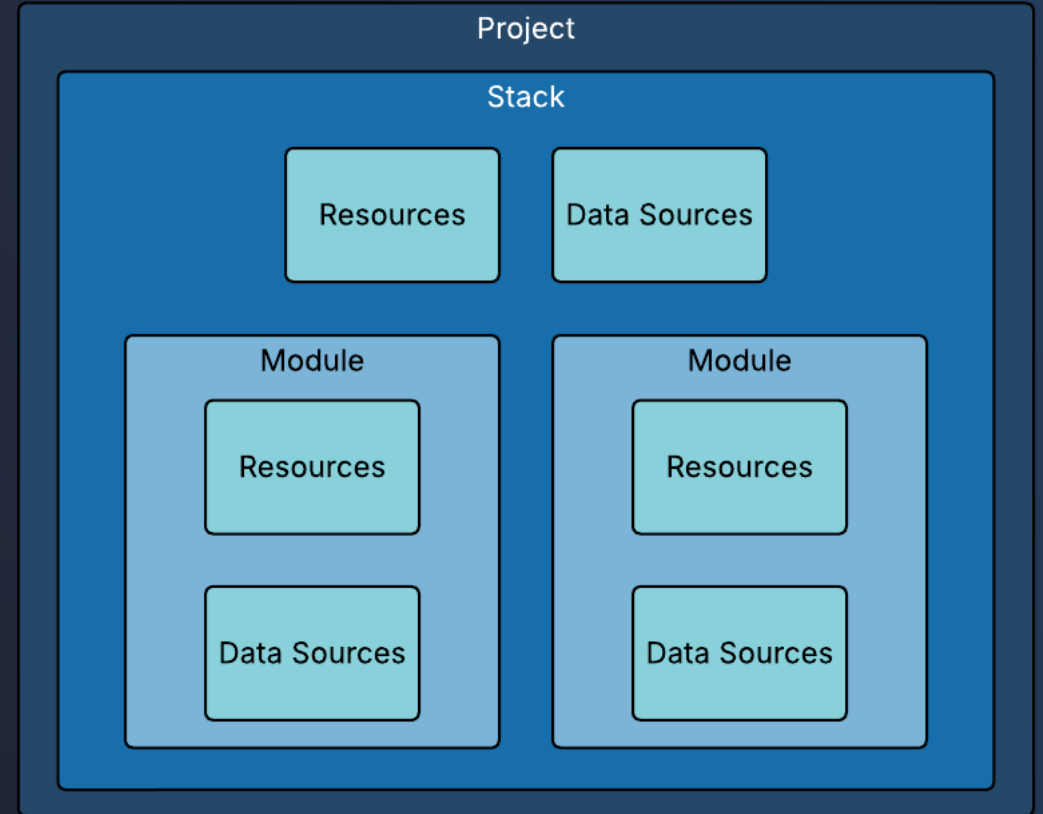 Project
Stack
Resources
Data Sources
Module
Module
Resources
Resources
Data Sources
Data Sources